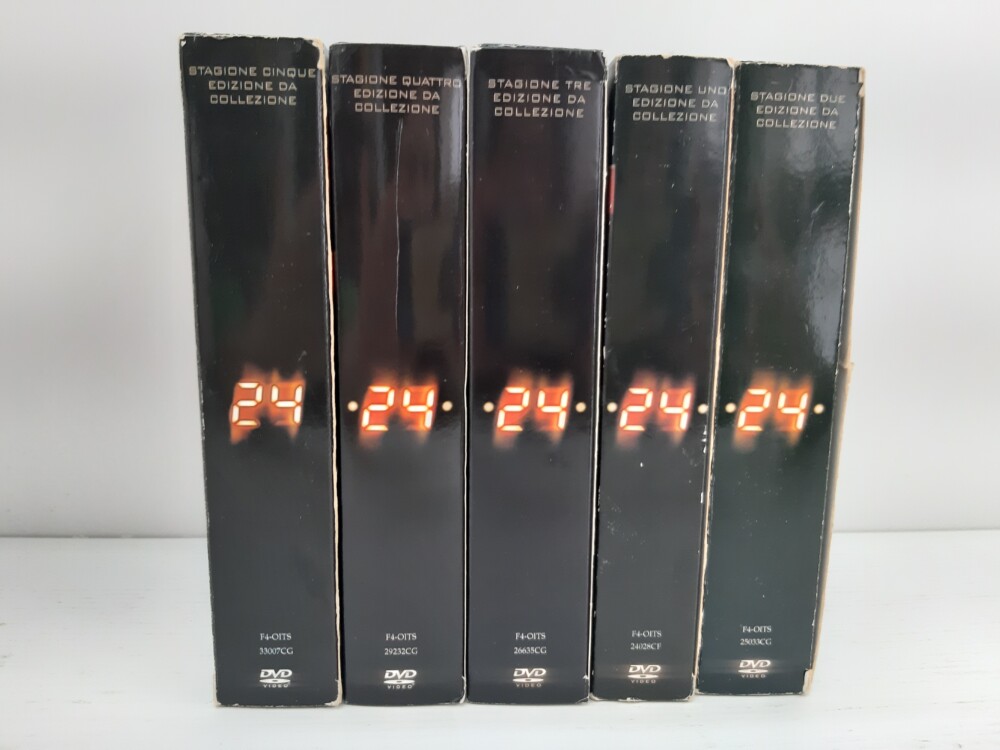 STAGIONE CINQUE
EDIZIONE DA
COLLEZIONE
24
F4-OITS
33007CG
DVD
VIDEO
STAGIONE QUATTRO
EDIZIONE DA
COLLEZIONE
·24·
F4-OITS
29232CG
DVD
VIDEO
STAGIONE TRE
EDIZIONE DA
COLLEZIONE
·24·
F4-OITS
26635CG
DVD
VIDEO
STAGIONE UNO
EDIZIONE DA
COLLEZIONE
·24·
F4-OITS
24028CF
DVD
VIDEO
STAGIONE DUE
EDIZIONE DA
COLLEZIONE
·24·
F4-OITS
25033CG
DVD
VIDEO